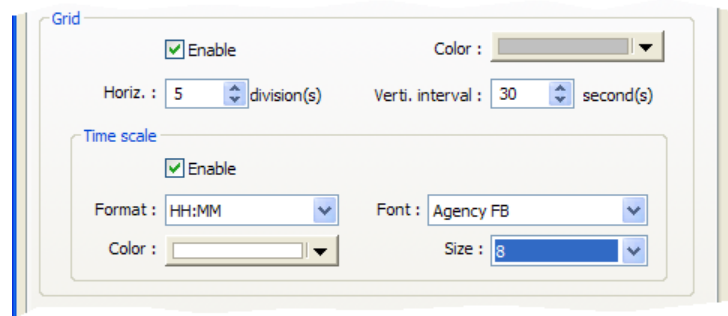 Grid
Enable Color :
Horiz. : 5 division(s) Verti. interval : 30 second(s)
Time scale
Enable
Format : HH:MM Font : Agency FB
Color : Size : 8